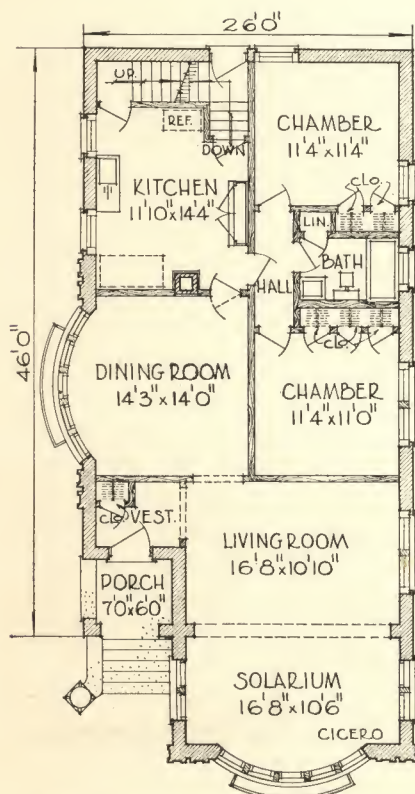 26'0"
46'0"
UP.
REF.
DOWN
CHAMBER
11'4"x11'4"
KITCHEN
11'10"x14'4"
CLO.
LIN.
BATH
HALL
DINING ROOM
14'3"x14'0"
CLO.
CHAMBER
11'4"x11'0"
CLO.
VEST.
LIVING ROOM
16'8"x10'10"
PORCH
7'0"x6'0"
SOLARIUM
16'8"x10'6"
CICERO